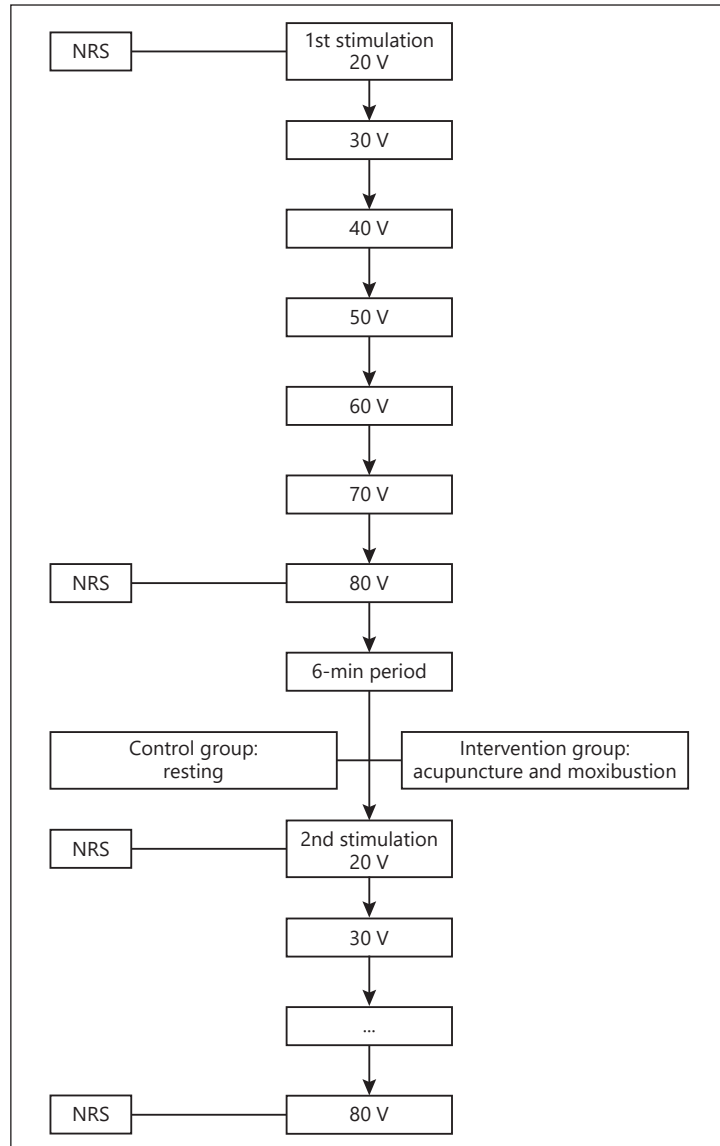 NRS
1st stimulation
20 V
30 V
40 V
50 V
60 V
70 V
NRS
80 V
6-min period
Control group:
resting
Intervention group:
acupuncture and moxibustion
NRS
2nd stimulation
20 V
30 V
...
NRS
80 V